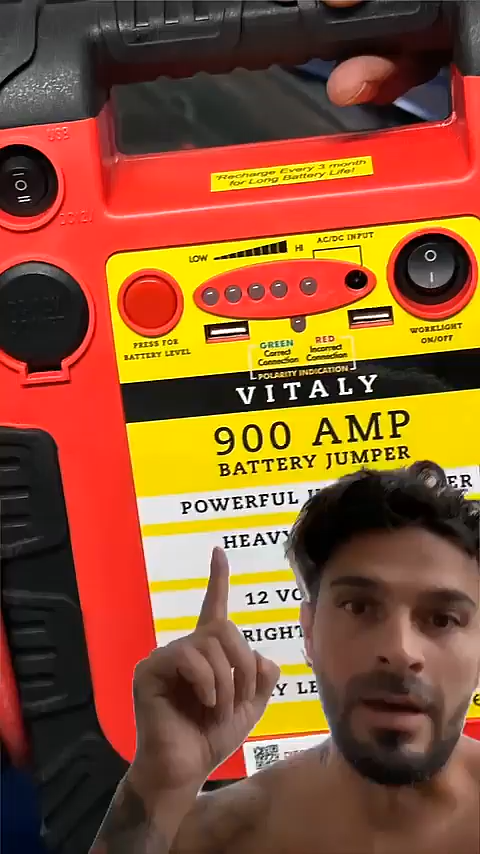 USB
DC 12V
"Recharge Every 3 month
for Long Battery Life!
LOW
HI
AC/DC INPUT
PRESS FOR
BATTERY LEVEL
GREEN
Correct
Connection
RED
Incorrect
Connection
POLARITY INDICATION
WORKLIGHT
ON/OFF
VITALY
900 AMP
BATTERY JUMPER
POWERFUL
HEAVY
12